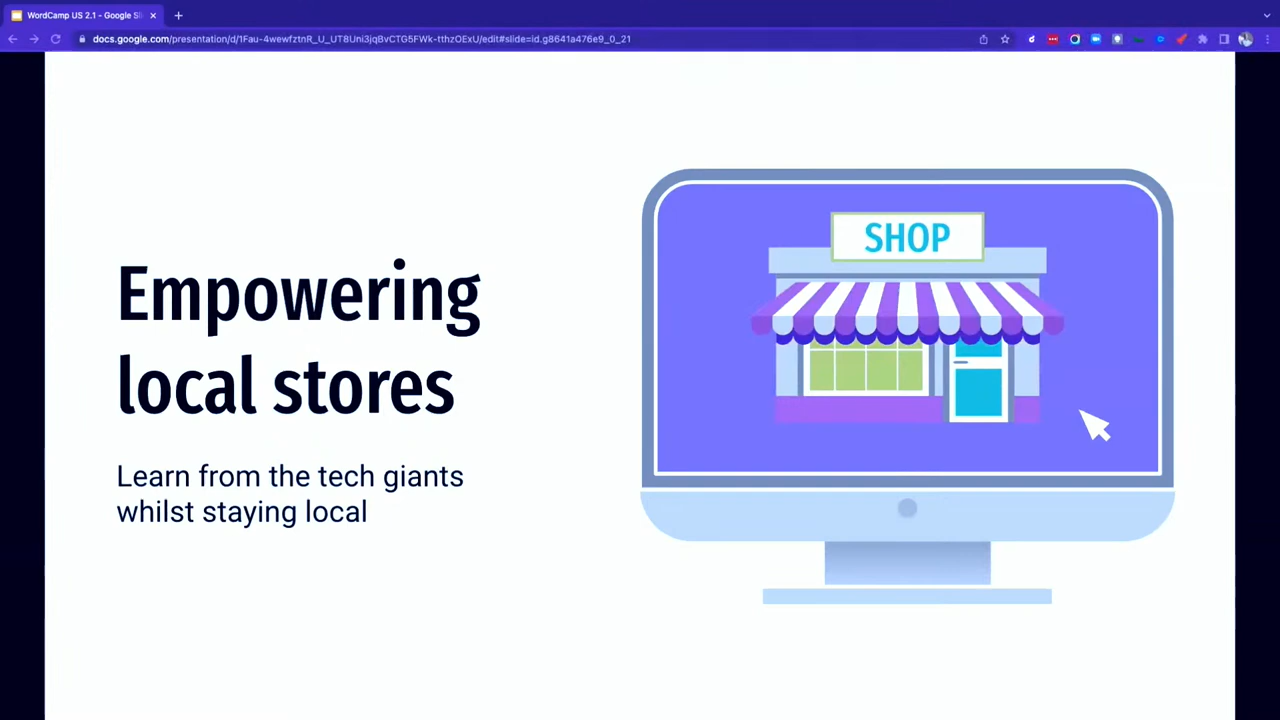 WordCamp US 2.1 - Google Sli
docs.google.com/presentation/d/1Fau-4wewfztnR_U_UT8Uni3jqBvCTG5FWk-tthzOExU/edit#slide=id.g8641a476e9_0_21
SHOP
Empowering
local stores
Learn from the tech giants
whilst staying local